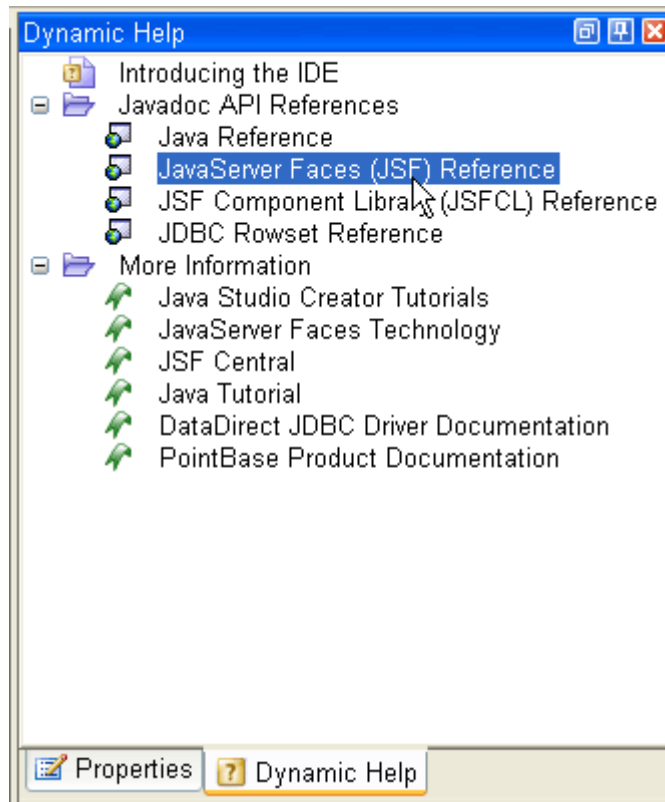 Dynamic Help
Introducing the IDE
Javadoc API References
Java Reference
JavaServer Faces (JSF) Reference
JSF Component Library (JSFCL) Reference
JDBC Rowset Reference
More Information
Java Studio Creator Tutorials
JavaServer Faces Technology
JSF Central
Java Tutorial
DataDirect JDBC Driver Documentation
PointBase Product Documentation
Properties
Dynamic Help